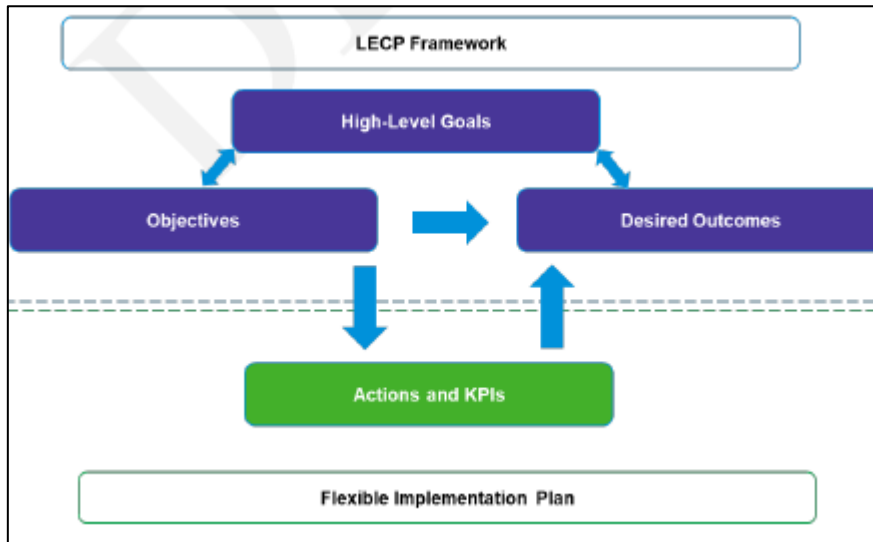 LECP Framework
High-Level Goals
Objectives
Desired Outcomes
Actions and KPIs
Flexible Implementation Plan